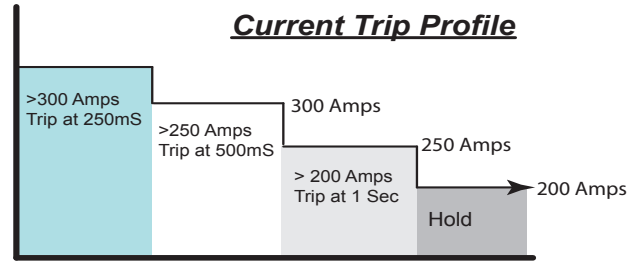 Current Trip Profile
>300 Amps
Trip at 250mS
>250 Amps
Trip at 500mS
300 Amps
> 200 Amps
Trip at 1 Sec
250 Amps
Hold
200 Amps